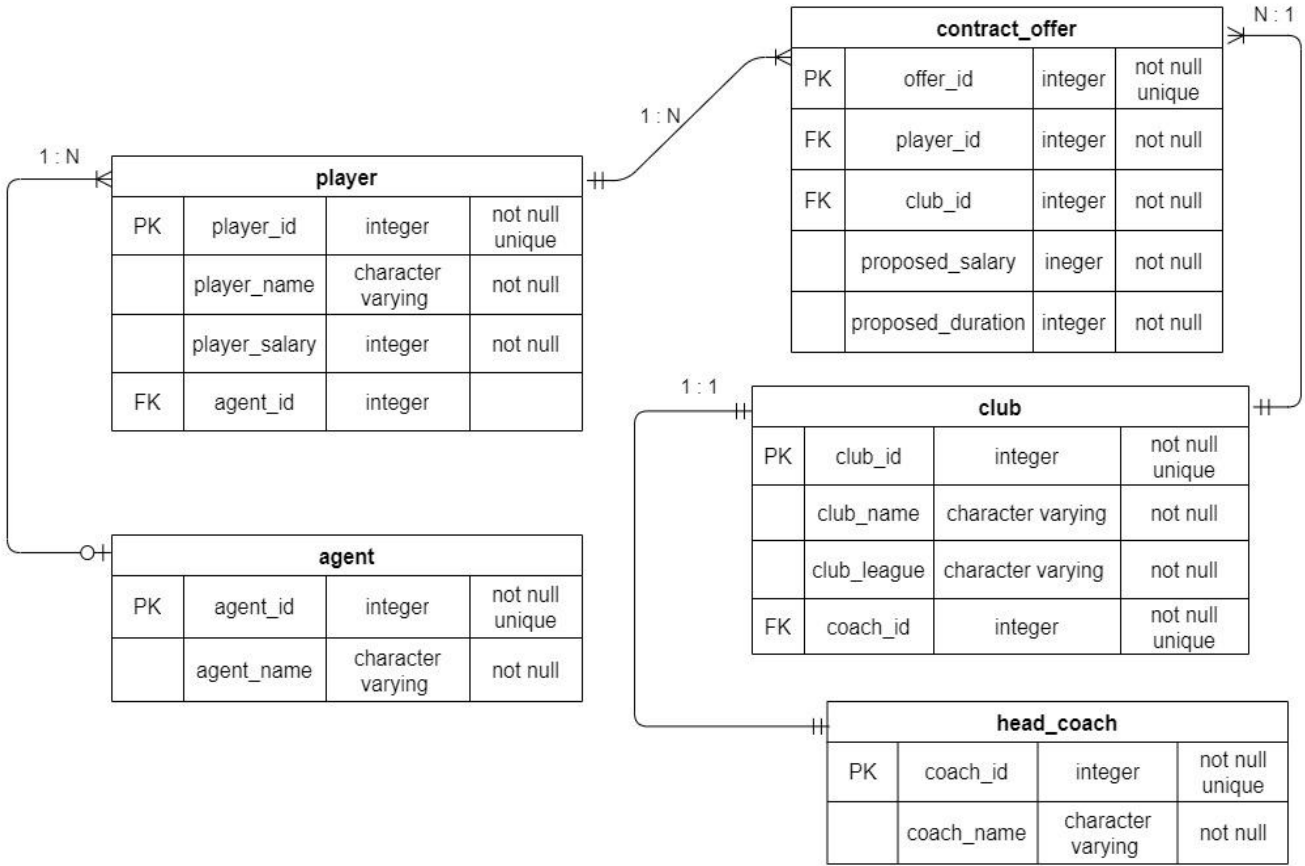 contract_offer
N : 1
PK offer_id integer not null
unique
FK player_id integer not null
FK club_id integer not null
proposed_salary ineger not null
proposed_duration integer not null
1 : N
1 : N
player
PK player_id integer not null
unique
player_name character
varying not null
player_salary integer not null
FK agent_id integer
1 : 1
club
PK club_id integer not null
unique
club_name character varying not null
club_league character varying not null
FK coach_id integer not null
unique
agent
PK agent_id integer not null
unique
agent_name character
varying not null
head_coach
PK coach_id integer not null
unique
coach_name character
varying not null